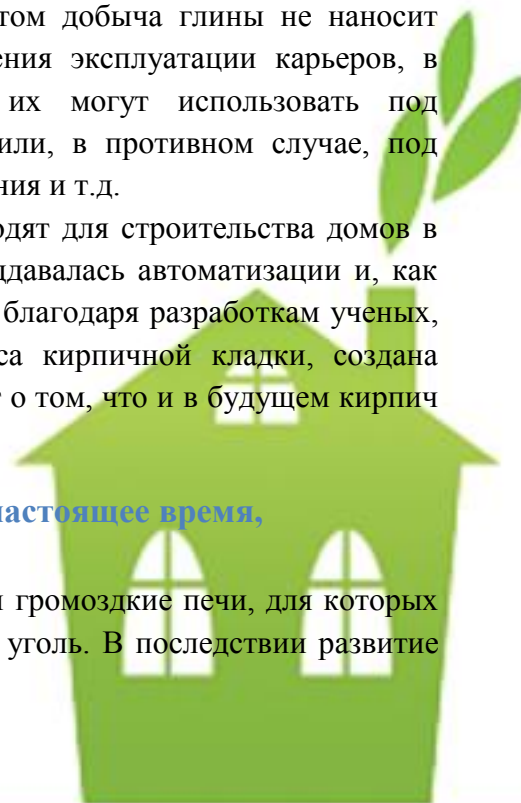 том добыча глины не наносит
ния эксплуатации карьеров, в
их могут использовать под
или, в противном случае, под
ния и т.д.
одят для строительства домов в
ддавалась автоматизации и, как
благодаря разработкам ученых,
са кирпичной кладки, создана
о том, что и в будущем кирпич
настоящее время,
громоздкие печи, для которых
уголь. В последствии развитие